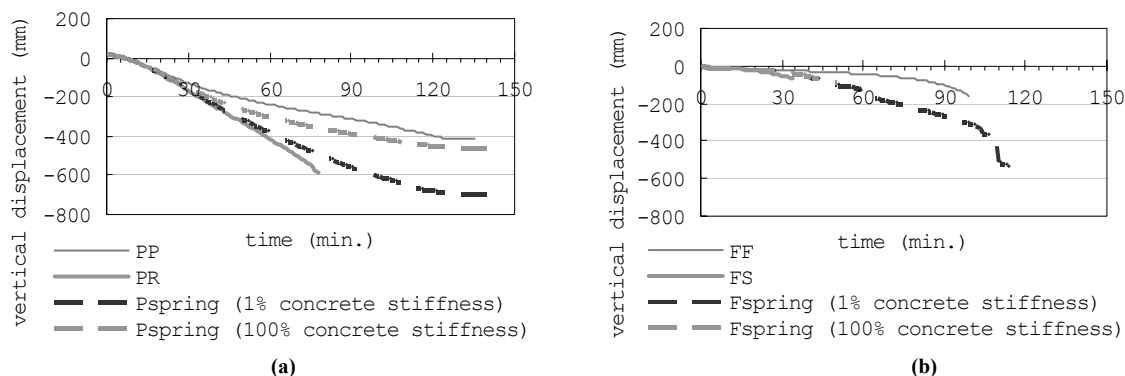 vertical displacement (mm)
200
0
-200
-400
-600
-800
0
30
60
90
120
150
time (min.)
PP
PR
Pspring (1% concrete stiffness)
Pspring (100% concrete stiffness)
(a)
vertical displacement (mm)
200
0
-200
-400
-600
-800
0
30
60
90
120
150
time (min.)
FF
FS
Fspring (1% concrete stiffness)
Fspring (100% concrete stiffness)
(b)